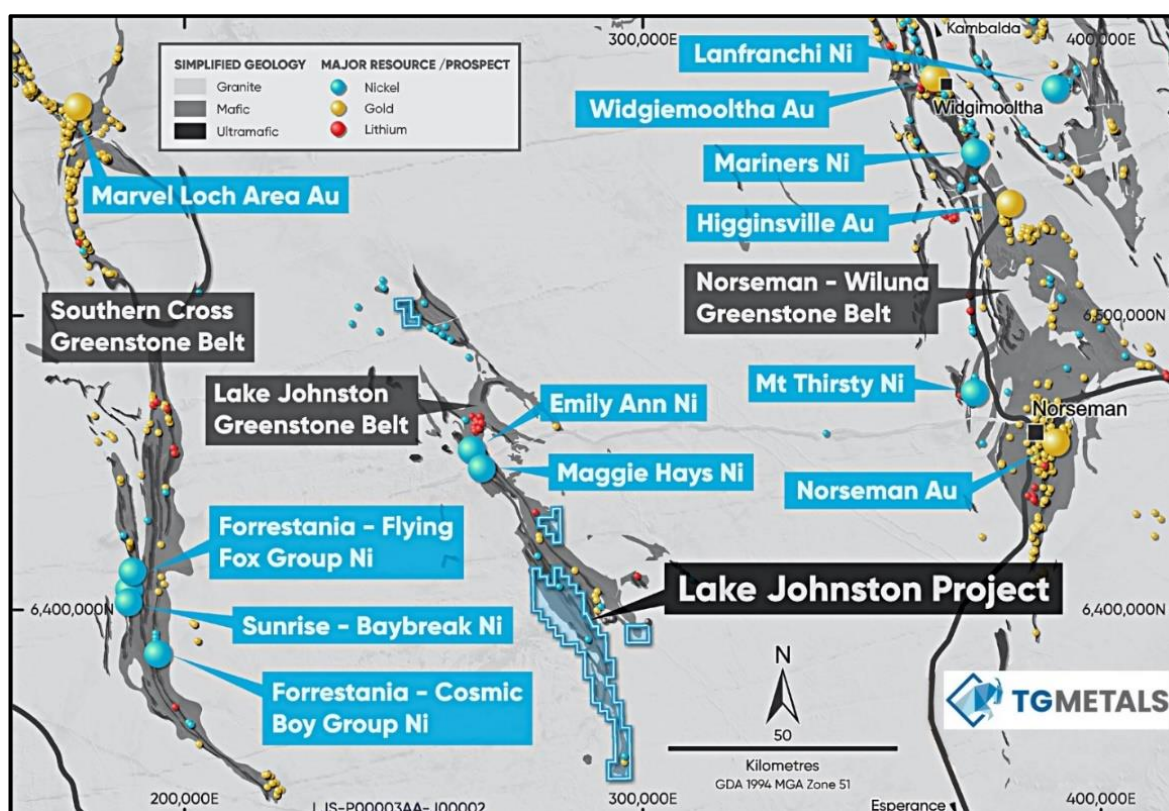 200,000E
300,000E
Kambalda
400,000E
SIMPLIFIED GEOLOGY
Granite
Mafic
Ultramafic
MAJOR RESOURCE /PROSPECT
Nickel
Gold
Lithium
Lanfranchi Ni
Widgiemooltha Au
Widgimooltha
Mariners Ni
Marvel Loch Area Au
Higginsville Au
Norseman - Wiluna
Greenstone Belt
Southern Cross
Greenstone Belt
6,500,000N
Lake Johnston
Greenstone Belt
Emily Ann Ni
Mt Thirsty Ni
Norseman
Maggie Hays Ni
Norseman Au
Forrestania - Flying
Fox Group Ni
Lake Johnston Project
6,400,000N
6,400,000N
Sunrise - Baybreak Ni
Forrestania - Cosmic
Boy Group Ni
N
TGMETALS
50
Kilometres
GDA 1994 MGA Zone 51
200,000E
300,000E
Esperance
400,000E